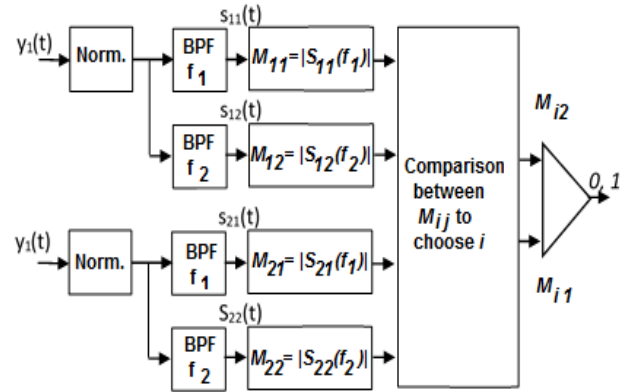 s11(t)
y1(t)
Norm.
BPF
f1
M11=|S11(f1)|
s12(t)
BPF
f2
M12= |S12(f2)|
Comparison
between
Mij to
choose i
Mi2
0, 1
Mi1
s21(t)
y1(t)
Norm.
BPF
f1
M21=|S21(f1)|
S22(t)
BPF
f2
M22= |S22(f2)|